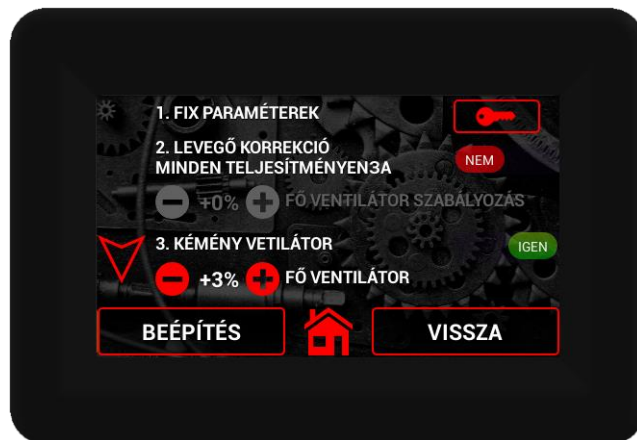 1. FIX PARAMÉTEREK
2. LEVEGŐ KORREKCIÓ
MINDEN TELJESÍTMÉNYEN3A
NEM
+0% FŐ VENTILÁTOR SZABÁLYOZÁS
3. KÉMÉNY VETILÁTOR
IGEN
+3% FŐ VENTILÁTOR
BEÉPÍTÉS
VISSZA